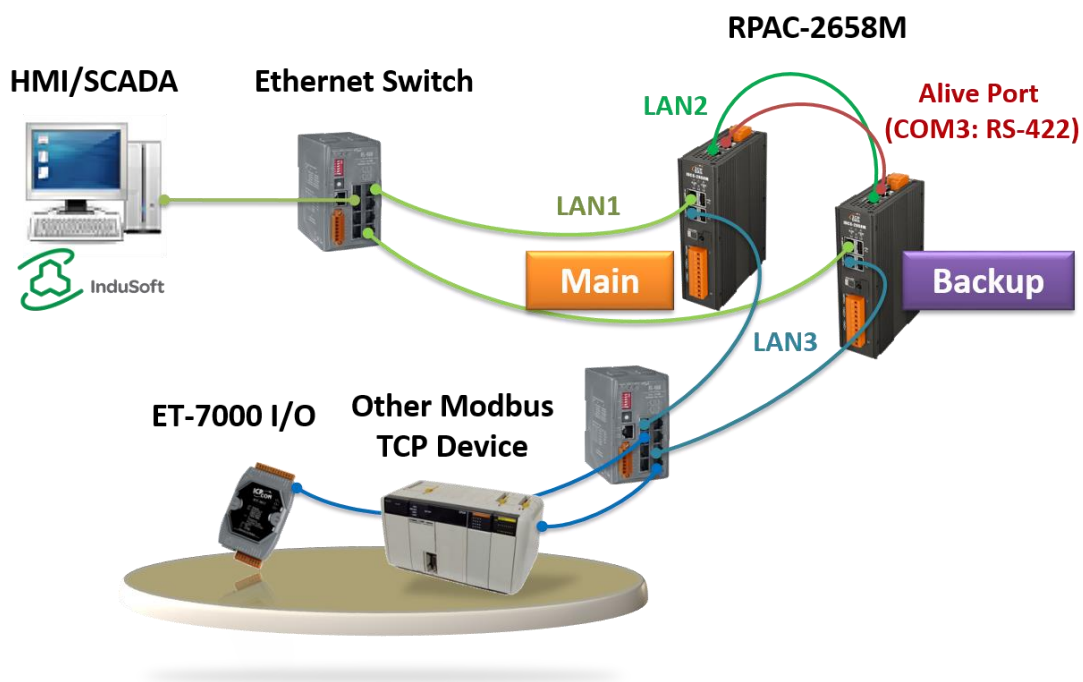 RPAC-2658M
HMI/SCADA
Ethernet Switch
LAN2
Alive Port
(COM3: RS-422)
LAN1
Main
Backup
InduSoft
LAN3
ET-7000 I/O
Other Modbus
TCP Device